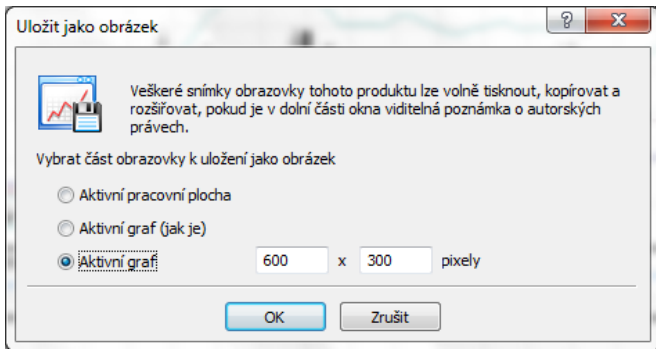 Uložit jako obrázek
Veškeré snímky obrazovky tohoto produktu lze volně tisknout, kopírovat a
rozšiřovat, pokud je v dolní části okna viditelná poznámka o autorských
právech.
Vybrat část obrazovky k uložení jako obrázek
Aktivní pracovní plocha
Aktivní graf (jak je)
Aktivní graf 600 x 300 pixely
OK Zrušit